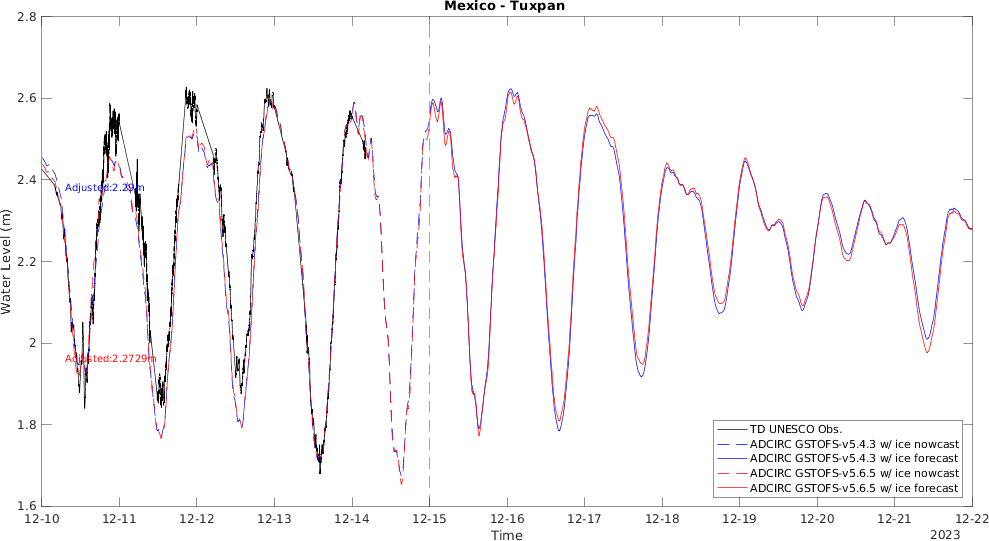 Mexico - Tuxpan
2.8
2.6
2.4
2.2
2
1.8
1.6
Water Level (m)
Adjusted:2.29m
Adjusted:2.2729m
TD UNESCO Obs.
ADCIRC GSTOFS-v5.4.3 w/ ice nowcast
ADCIRC GSTOFS-v5.4.3 w/ ice forecast
ADCIRC GSTOFS-v5.6.5 w/ ice nowcast
ADCIRC GSTOFS-v5.6.5 w/ ice forecast
12-10 12-11 12-12 12-13 12-14 12-15 12-16 12-17 12-18 12-19 12-20 12-21 12-22
Time
2023